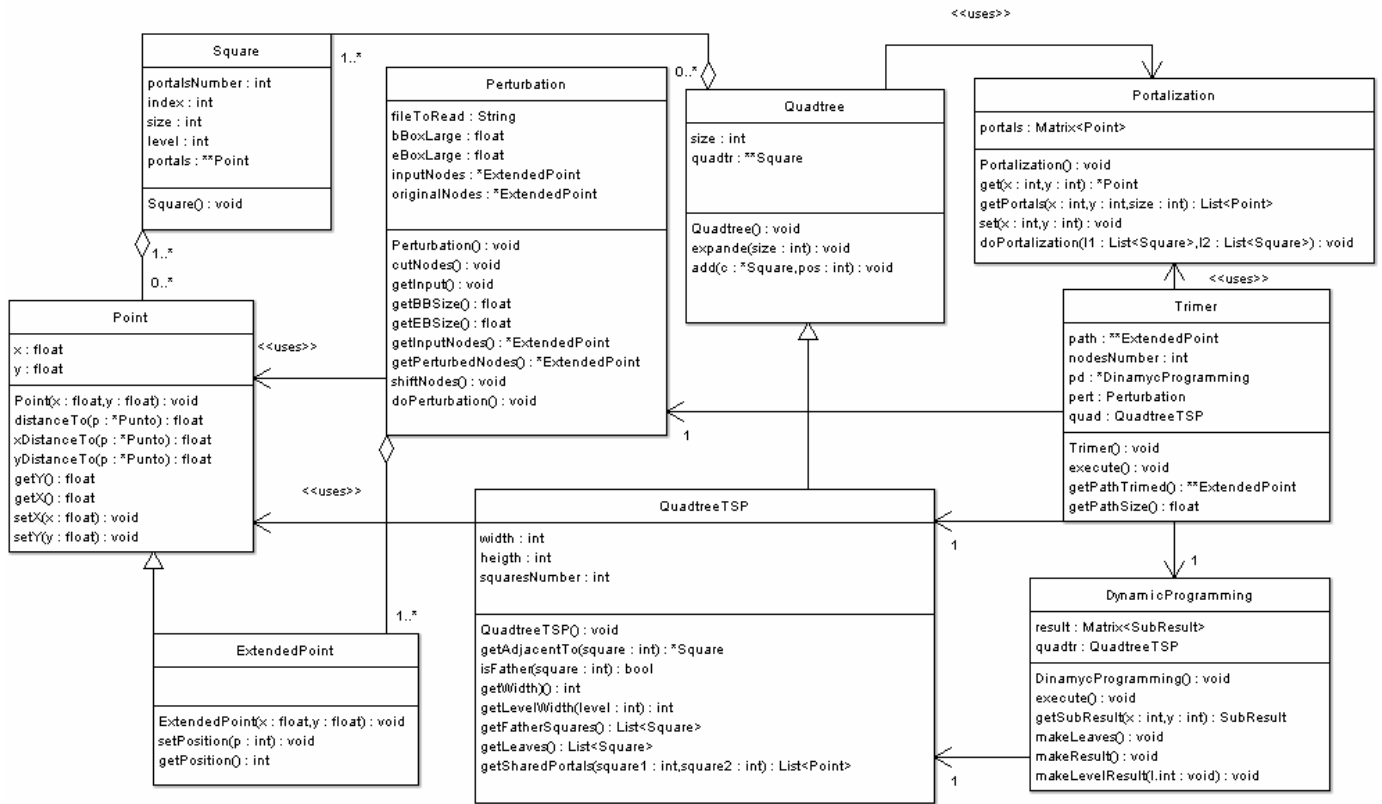 <<uses>>
Square
portalsNumber : int
index : int
size : int
level : int
portals : **Point
Square() : void
1..*
0..*
1..*
0..*
Perturbation
fileToRead : String
bBoxLarge : float
eBoxLarge : float
inputNodes : *ExtendedPoint
originalNodes : *ExtendedPoint
Perturbation() : void
cutNodes() : void
getInput() : void
getBBSize() : float
getEBSize() : float
getInputNodes() : *ExtendedPoint
getPerturbedNodes() : *ExtendedPoint
shiftNodes() : void
doPerturbation() : void
Quadtree
size : int
quadtr : **Square
Quadtree() : void
expande(size : int) : void
add(c : *Square,pos : int) : void
Portalization
portals : Matrix<Point>
Portalization() : void
get(x : int,y : int) : *Point
getPortals(x : int,y : int,size : int) : List<Point>
set(x : int,y : int) : void
doPortalization(l1 : List<Square>,l2 : List<Square>) : void
<<uses>>
Point
x : float
y : float
Point(x : float,y : float) : void
distanceTo(p : *Punto) : float
xDistanceTo(p : *Punto) : float
yDistanceTo(p : *Punto) : float
getY() : float
getX() : float
setX(x : float) : void
setY(y : float) : void
<<uses>>
<<uses>>
Trimer
path : **ExtendedPoint
nodesNumber : int
pd : *DinamycProgramming
pert : Perturbation
quad : QuadtreeTSP
Trimer() : void
execute() : void
getPathTrimed() : **ExtendedPoint
getPathSize() : float
1
1
1
1..*
ExtendedPoint
ExtendedPoint(x : float,y : float) : void
setPosition(p : int) : void
getPosition() : int
QuadtreeTSP
width : int
heigth : int
squaresNumber : int
QuadtreeTSP() : void
getAdjacentTo(square : int) : *Square
isFather(square : int) : bool
getWidth)() : int
getLevelWidth(level : int) : int
getFatherSquares() : List<Square>
getLeaves() : List<Square>
getSharedPortals(square1 : int,square2 : int) : List<Point>
DynamicProgramming
result : Matrix<SubResult>
quadtr : QuadtreeTSP
DinamycProgramming() : void
execute() : void
getSubResult(x : int,y : int) : SubResult
makeLeaves() : void
makeResult() : void
makeLevelResult(l.int : void) : void
1